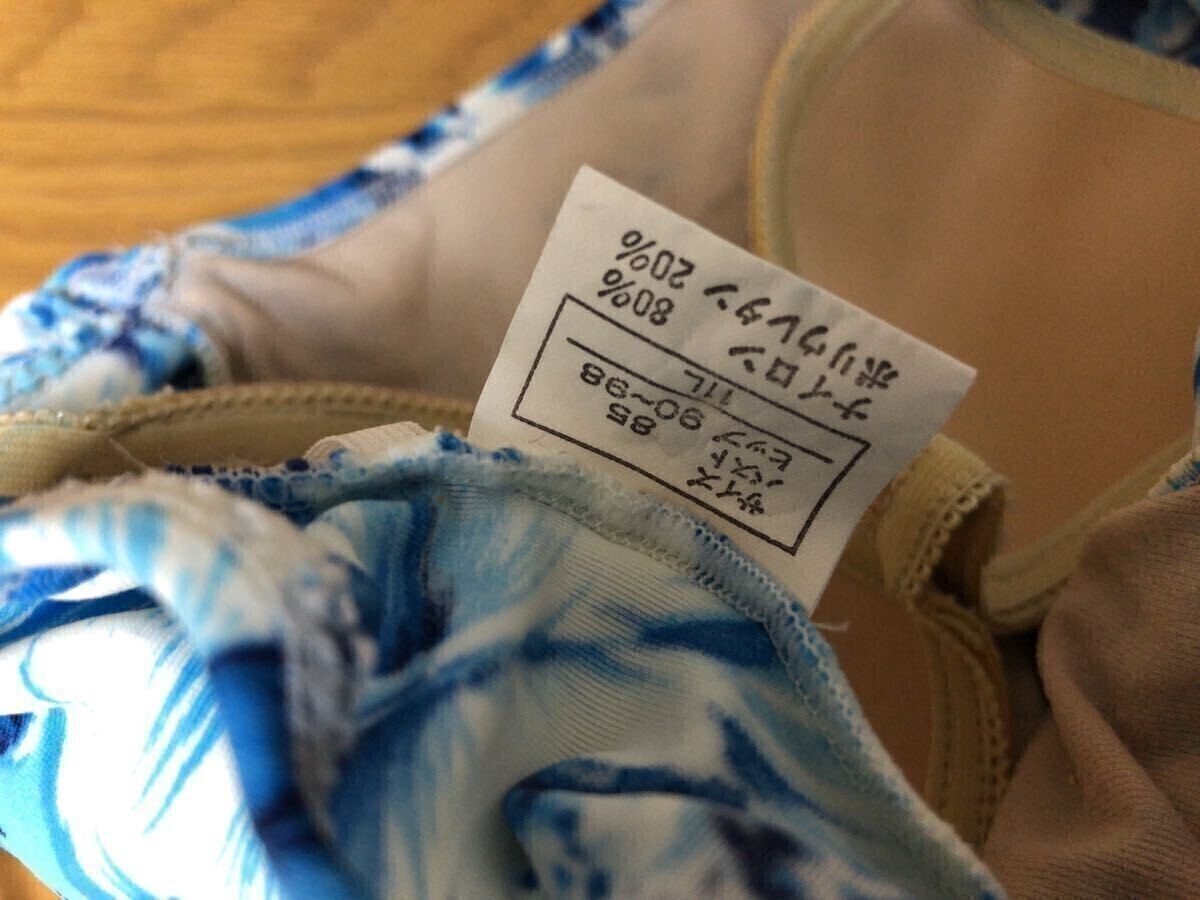 サイズ
バスト 85
ヒップ 90~98
11L
ナイロン 80%
ポリウレタン 20%